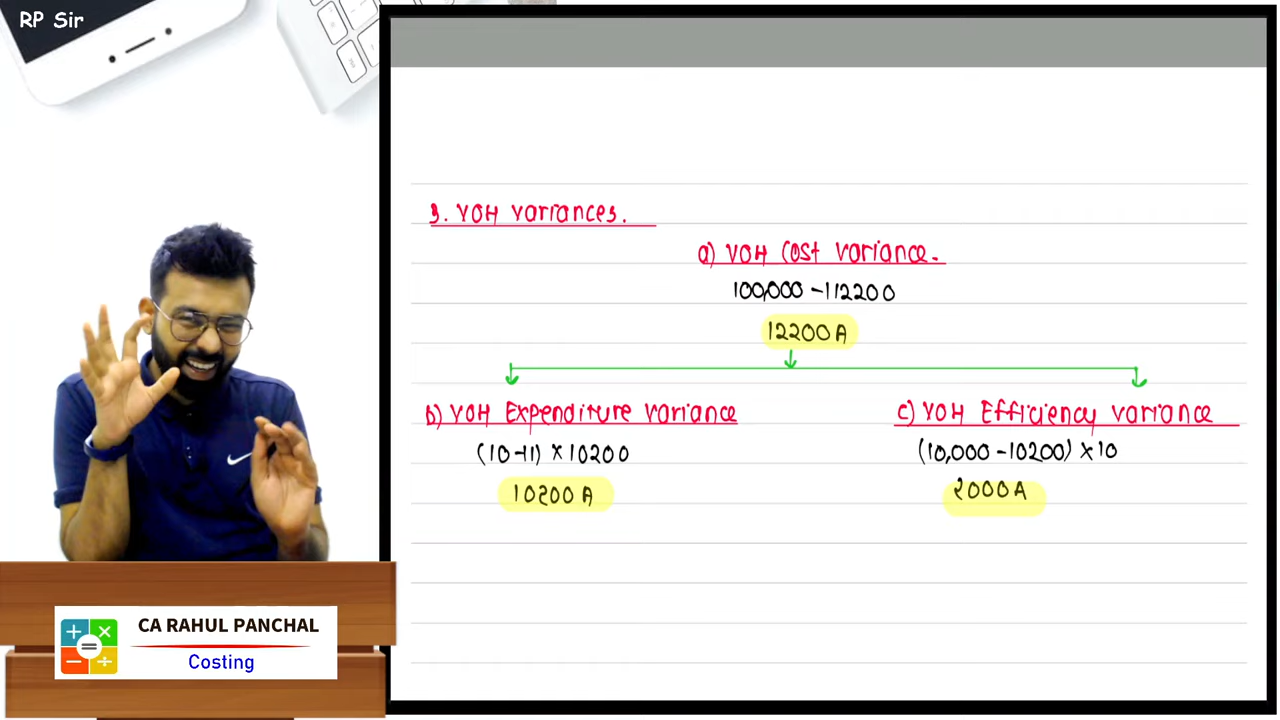 RP Sir
3. VOH Variances.
a) VOH Cost Variance.
100,000 - 112200
12200 A
b) VOH Expenditure Variance
(10-11) × 10200
10200 A
c) VOH Efficiency Variance
(10,000 - 10200) × 10
2000 A
CA RAHUL PANCHAL
Costing